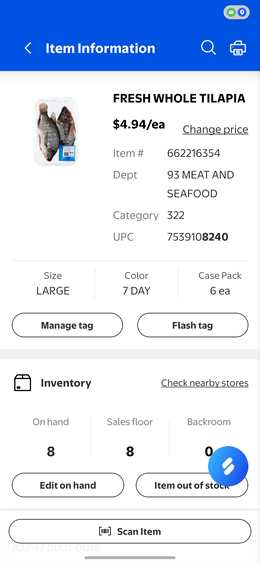 Item Information
FRESH WHOLE TILAPIA
$4.94/ea
Change price
Item # 662216354
Dept 93 MEAT AND
SEAFOOD
Category 322
UPC 7539108240
Size Color Case Pack
LARGE 7 DAY 6 ea
Manage tag Flash tag
Inventory Check nearby stores
On hand Sales floor Backroom
8 8 0
Edit on hand Item out of stock
Scan Item